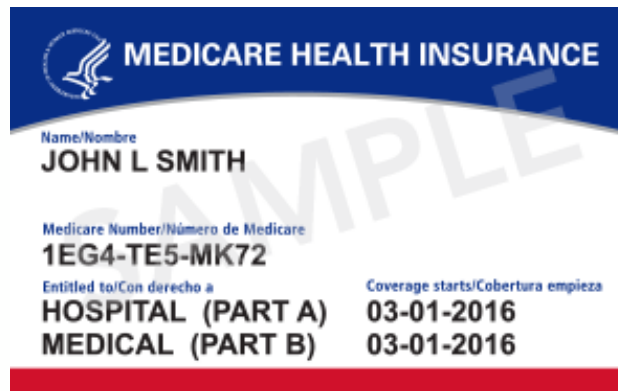 MEDICARE HEALTH INSURANCE
Name/Nombre
JOHN L SMITH
Medicare Number/Número de Medicare
1EG4-TE5-MK72
Entitled to/Con derecho a Coverage starts/Cobertura empieza
HOSPITAL (PART A) 03-01-2016
MEDICAL (PART B) 03-01-2016
SAMPLE